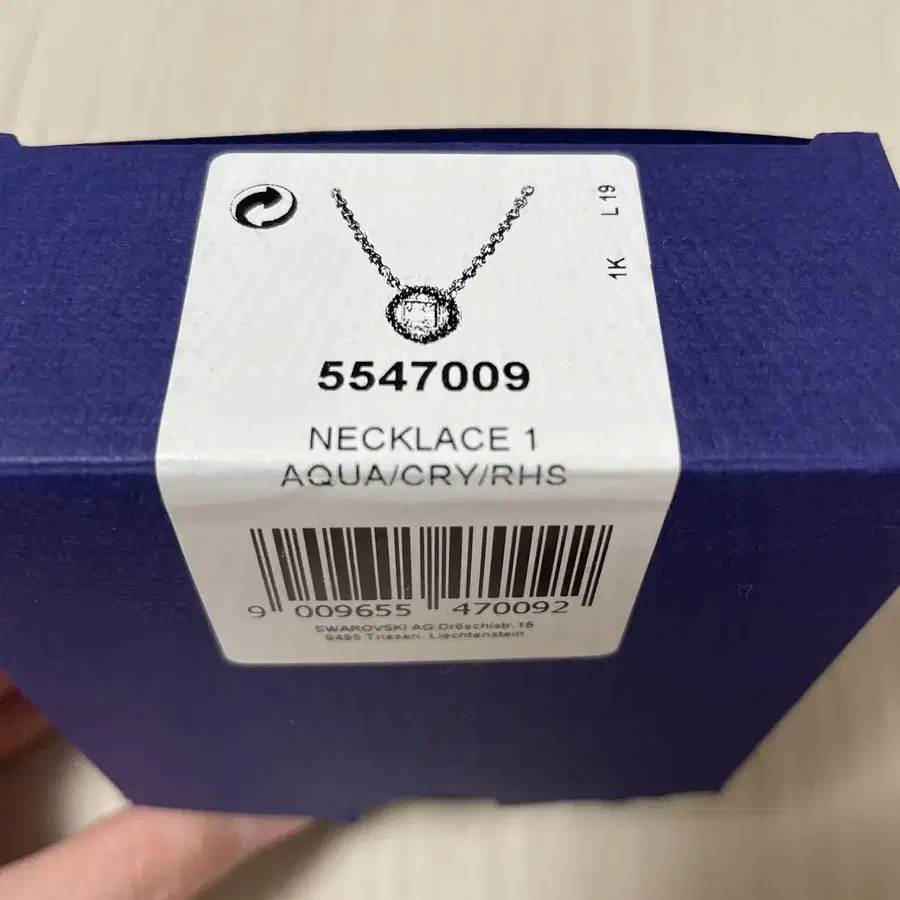 L 19
1K
5547009
NECKLACE 1
AQUA/CRY/RHS
9 009655 470092
SWAROVSKI AG Dröschistr. 15
9495 Triesen, Liechtenstein